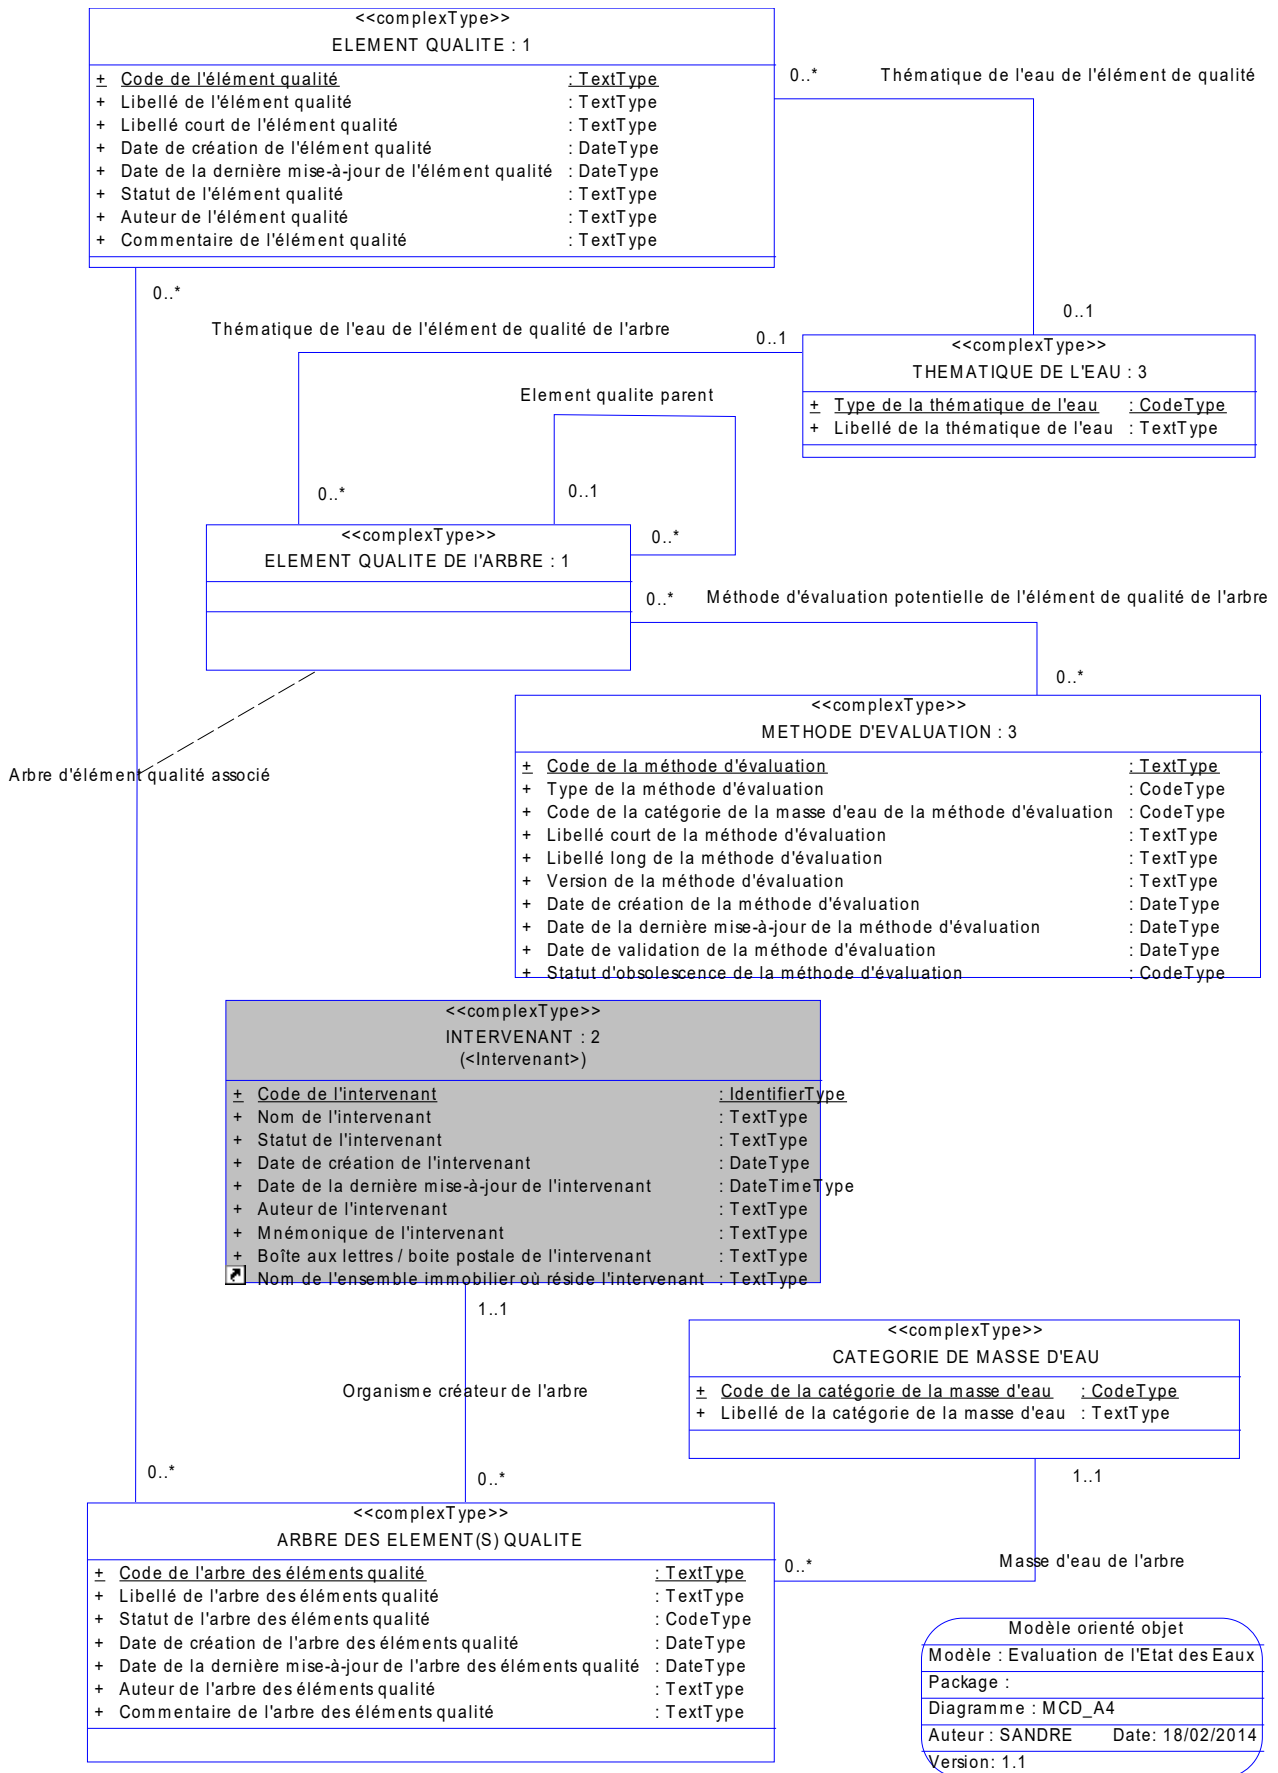 <<complexType>>
ELEMENT QUALITE : 1
+ Code de l'élément qualité : TextType
+ Libellé de l'élément qualité : TextType
+ Libellé court de l'élément qualité : TextType
+ Date de création de l'élément qualité : DateType
+ Date de la dernière mise-à-jour de l'élément qualité : DateType
+ Statut de l'élément qualité : TextType
+ Auteur de l'élément qualité : TextType
+ Commentaire de l'élément qualité : TextType
0..* Thématique de l'eau de l'élément de qualité
0..*
0..1
Thématique de l'eau de l'élément de qualité de l'arbre
0..1
<<complexType>>
THEMATIQUE DE L'EAU : 3
+ Type de la thématique de l'eau : CodeType
+ Libellé de la thématique de l'eau : TextType
Element qualite parent
0..*
0..1
0..*
<<complexType>>
ELEMENT QUALITE DE l'ARBRE : 1
0..* Méthode d'évaluation potentielle de l'élément de qualité de l'arbre
0..*
<<complexType>>
METHODE D'EVALUATION : 3
+ Code de la méthode d'évaluation : TextType
+ Type de la méthode d'évaluation : CodeType
+ Code de la catégorie de la masse d'eau de la méthode d'évaluation : CodeType
+ Libellé court de la méthode d'évaluation : TextType
+ Libellé long de la méthode d'évaluation : TextType
+ Version de la méthode d'évaluation : TextType
+ Date de création de la méthode d'évaluation : DateType
+ Date de la dernière mise-à-jour de la méthode d'évaluation : DateType
+ Date de validation de la méthode d'évaluation : DateType
+ Statut d'obsolescence de la méthode d'évaluation : CodeType
Arbre d'élément qualité associé
<<complexType>>
INTERVENANT : 2
(<Intervenant>)
+ Code de l'intervenant : IdentifierType
+ Nom de l'intervenant : TextType
+ Statut de l'intervenant : TextType
+ Date de création de l'intervenant : DateType
+ Date de la dernière mise-à-jour de l'intervenant : DateTimeType
+ Auteur de l'intervenant : TextType
+ Mnémonique de l'intervenant : TextType
+ Boîte aux lettres / boite postale de l'intervenant : TextType
Nom de l'ensemble immobilier où réside l'intervenant : TextType
1..1
Organisme créateur de l'arbre
0..*
0..*
<<complexType>>
CATEGORIE DE MASSE D'EAU
+ Code de la catégorie de la masse d'eau : CodeType
+ Libellé de la catégorie de la masse d'eau : TextType
1..1
Masse d'eau de l'arbre
0..*
<<complexType>>
ARBRE DES ELEMENT(S) QUALITE
+ Code de l'arbre des éléments qualité : TextType
+ Libellé de l'arbre des éléments qualité : TextType
+ Statut de l'arbre des éléments qualité : CodeType
+ Date de création de l'arbre des éléments qualité : DateType
+ Date de la dernière mise-à-jour de l'arbre des éléments qualité : DateType
+ Auteur de l'arbre des éléments qualité : TextType
+ Commentaire de l'arbre des éléments qualité : TextType
Modèle orienté objet
Modèle : Evaluation de l'Etat des Eaux
Package :
Diagramme : MCD_A4
Auteur : SANDRE Date: 18/02/2014
Version: 1.1